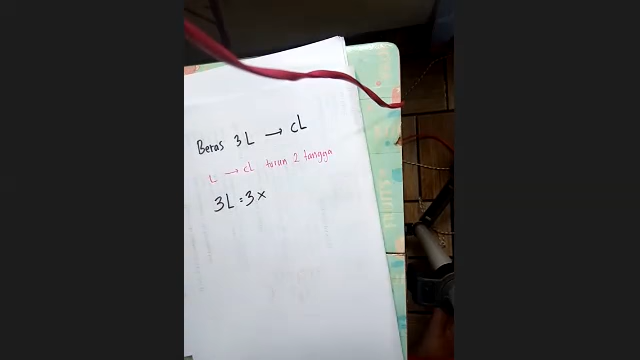 Beras 3L → cL
L → cL turun 2 tangga
3L = 3 ×